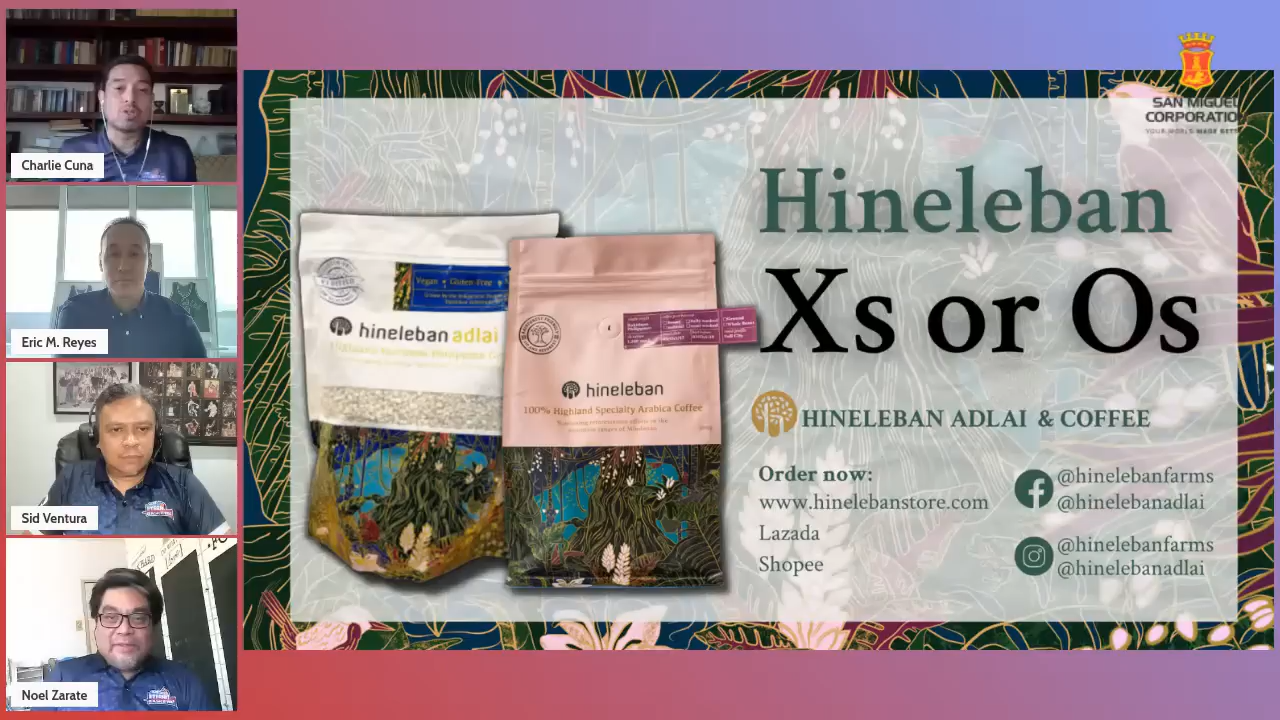 Charlie Cuna
Eric M. Reyes
Sid Ventura
Noel Zarate
SAN MIGUEL
CORPORATIO
Hineleban
Xs or Os
HINELEBAN ADLAI & COFFEE
Order now:
www.hinelebanstore.com
Lazada
Shopee
@hinelebanfarms
@hinelebanadlai
@hinelebanfarms
@hinelebanadlai
Vegan • Gluten-Free
hineleban adlai
hineleban
100% Highland Specialty Arabica Coffee